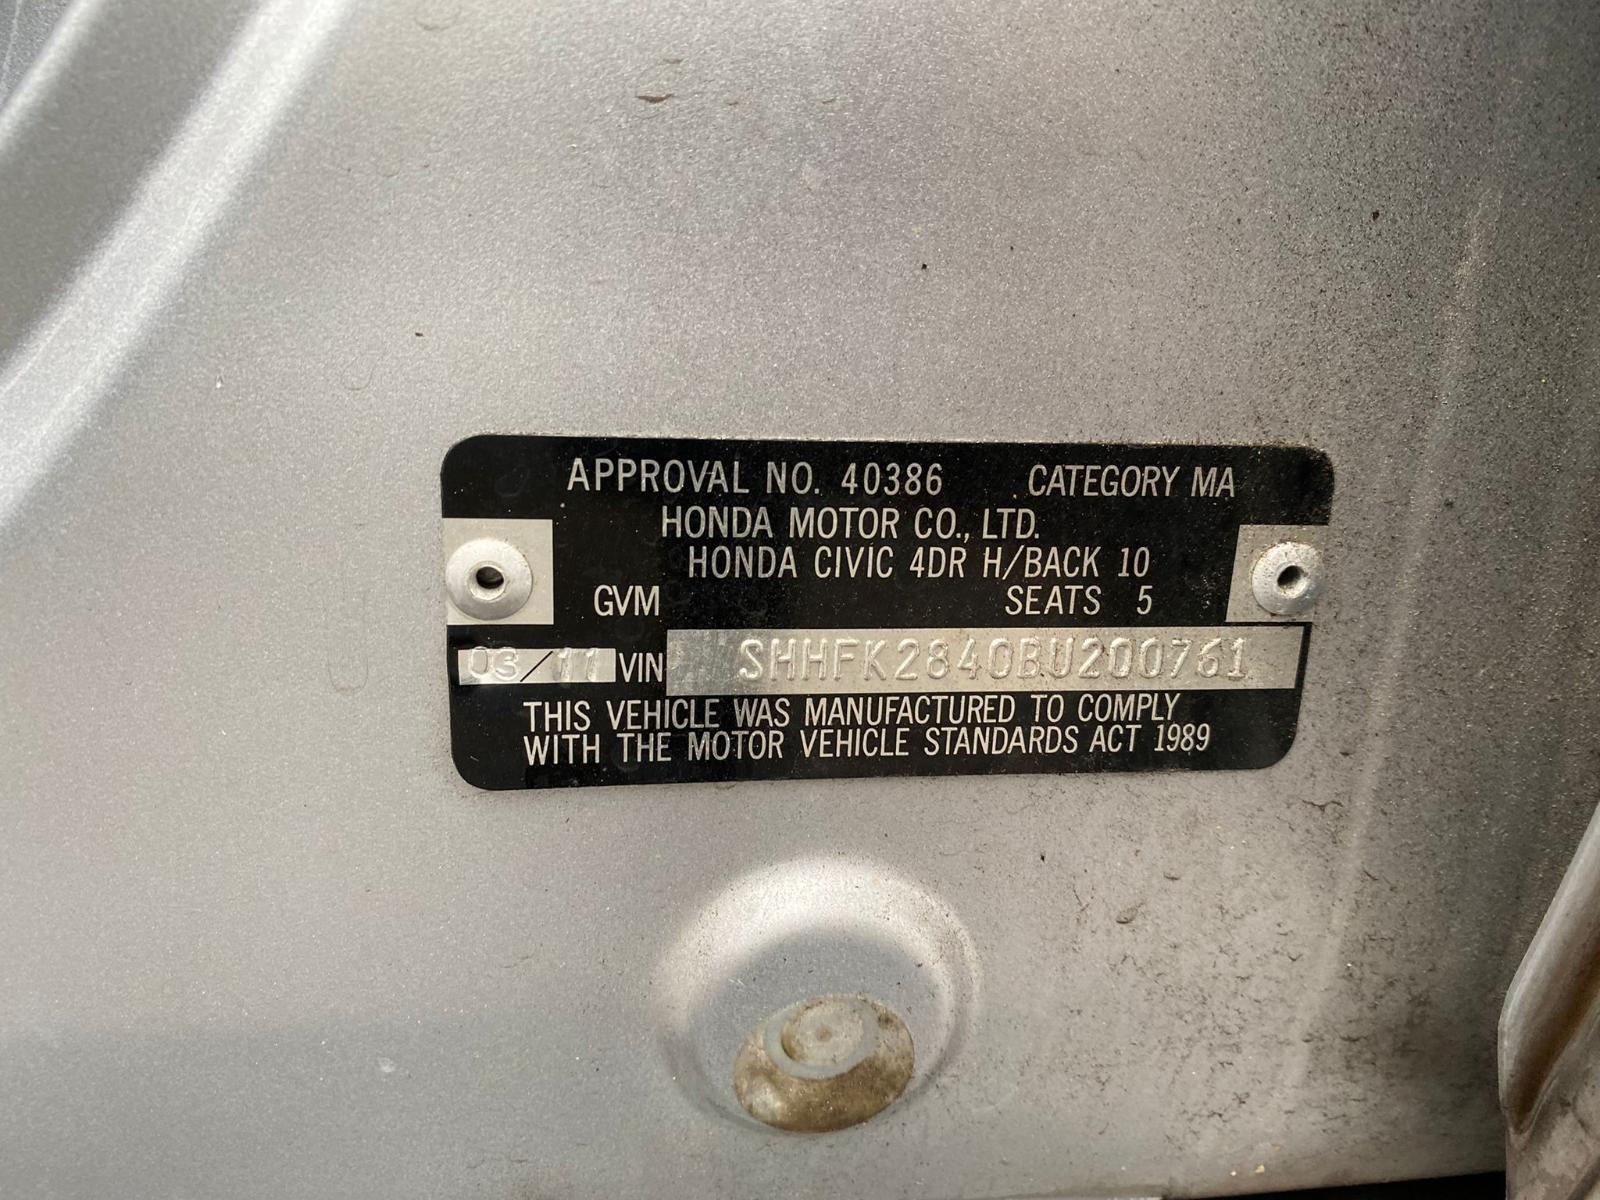 APPROVAL NO. 40386 CATEGORY MA
HONDA MOTOR CO., LTD.
HONDA CIVIC 4DR H/BACK 10
GVM SEATS 5
03/11 VIN SHHFK2840BU200761
THIS VEHICLE WAS MANUFACTURED TO COMPLY
WITH THE MOTOR VEHICLE STANDARDS ACT 1989